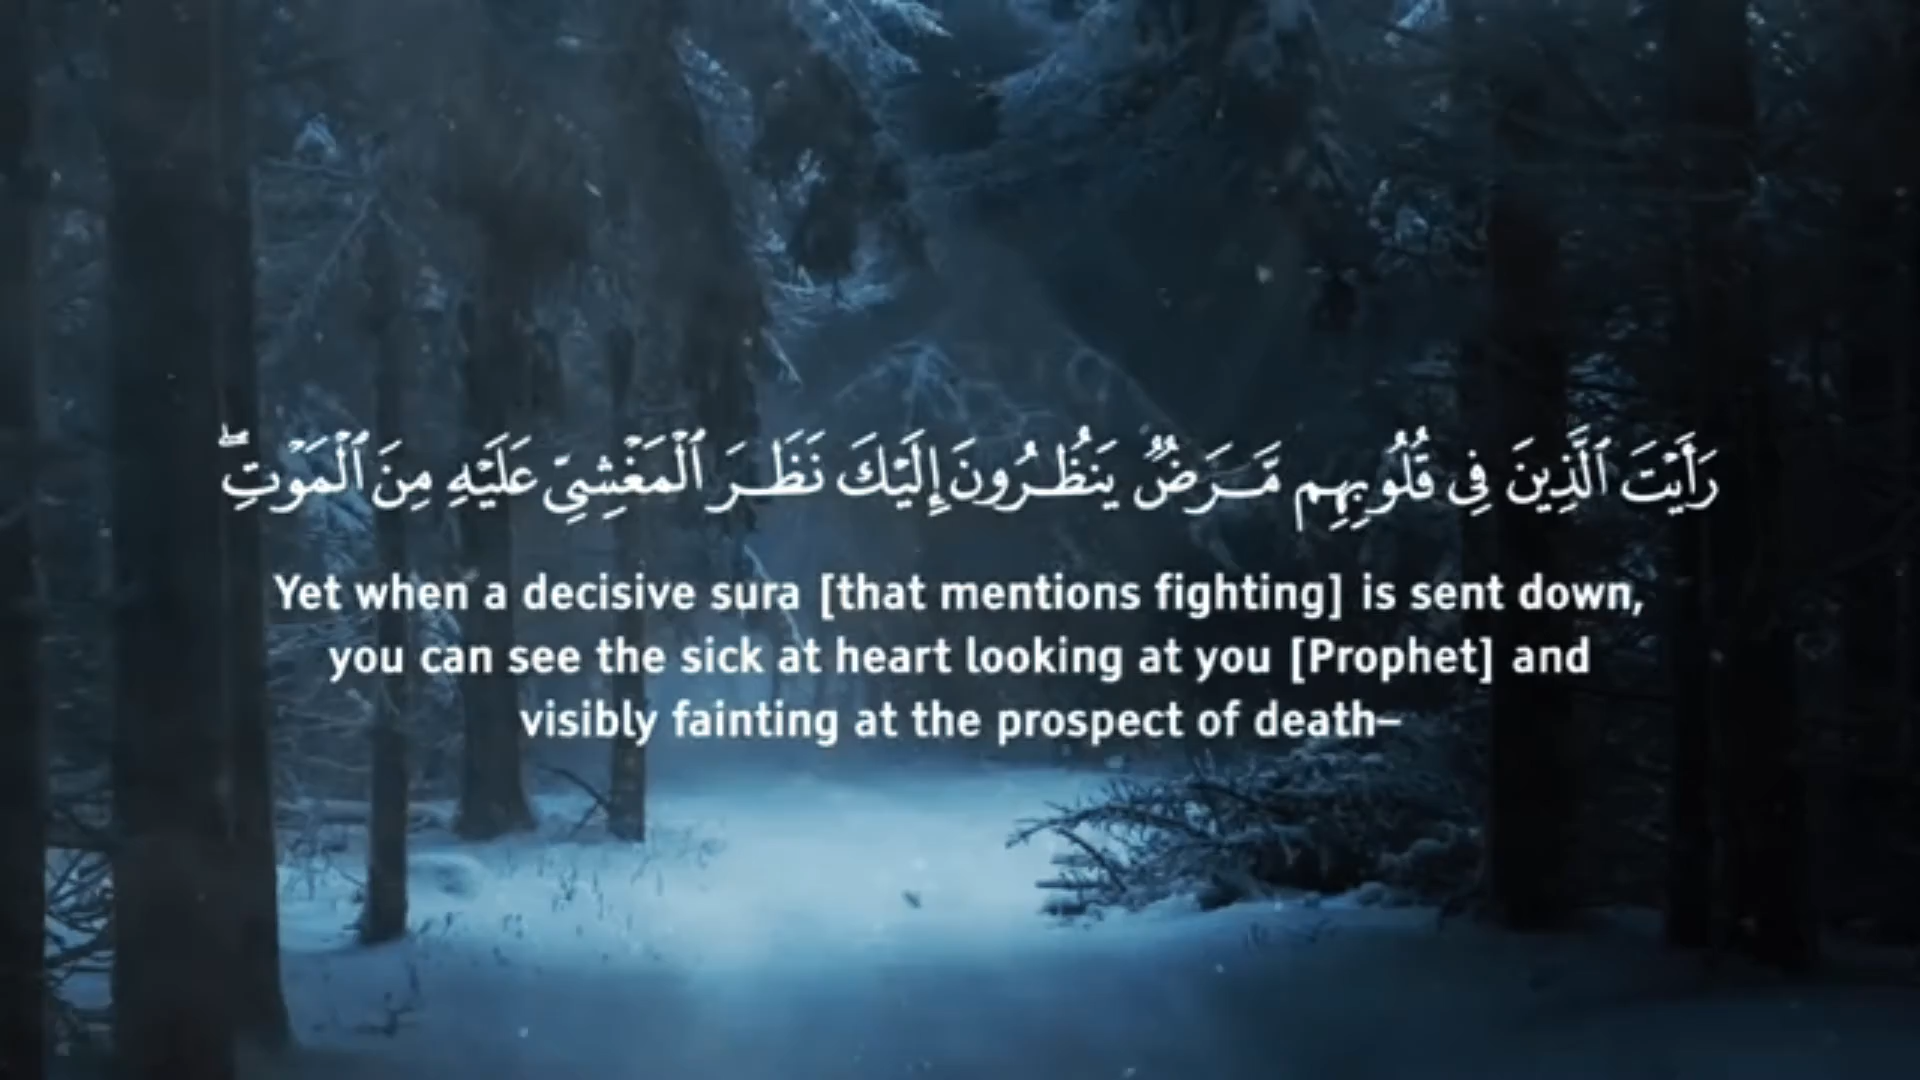 رَأَيْتَ ٱلَّذِينَ فِى قُلُوبِهِم مَّرَضٌ يَنظُرُونَ إِلَيْكَ نَظَرَ ٱلْمَغْشِىِّ عَلَيْهِ مِنَ ٱلْمَوْتِ ۖ
Yet when a decisive sura [that mentions fighting] is sent down,
you can see the sick at heart looking at you [Prophet] and
visibly fainting at the prospect of death–